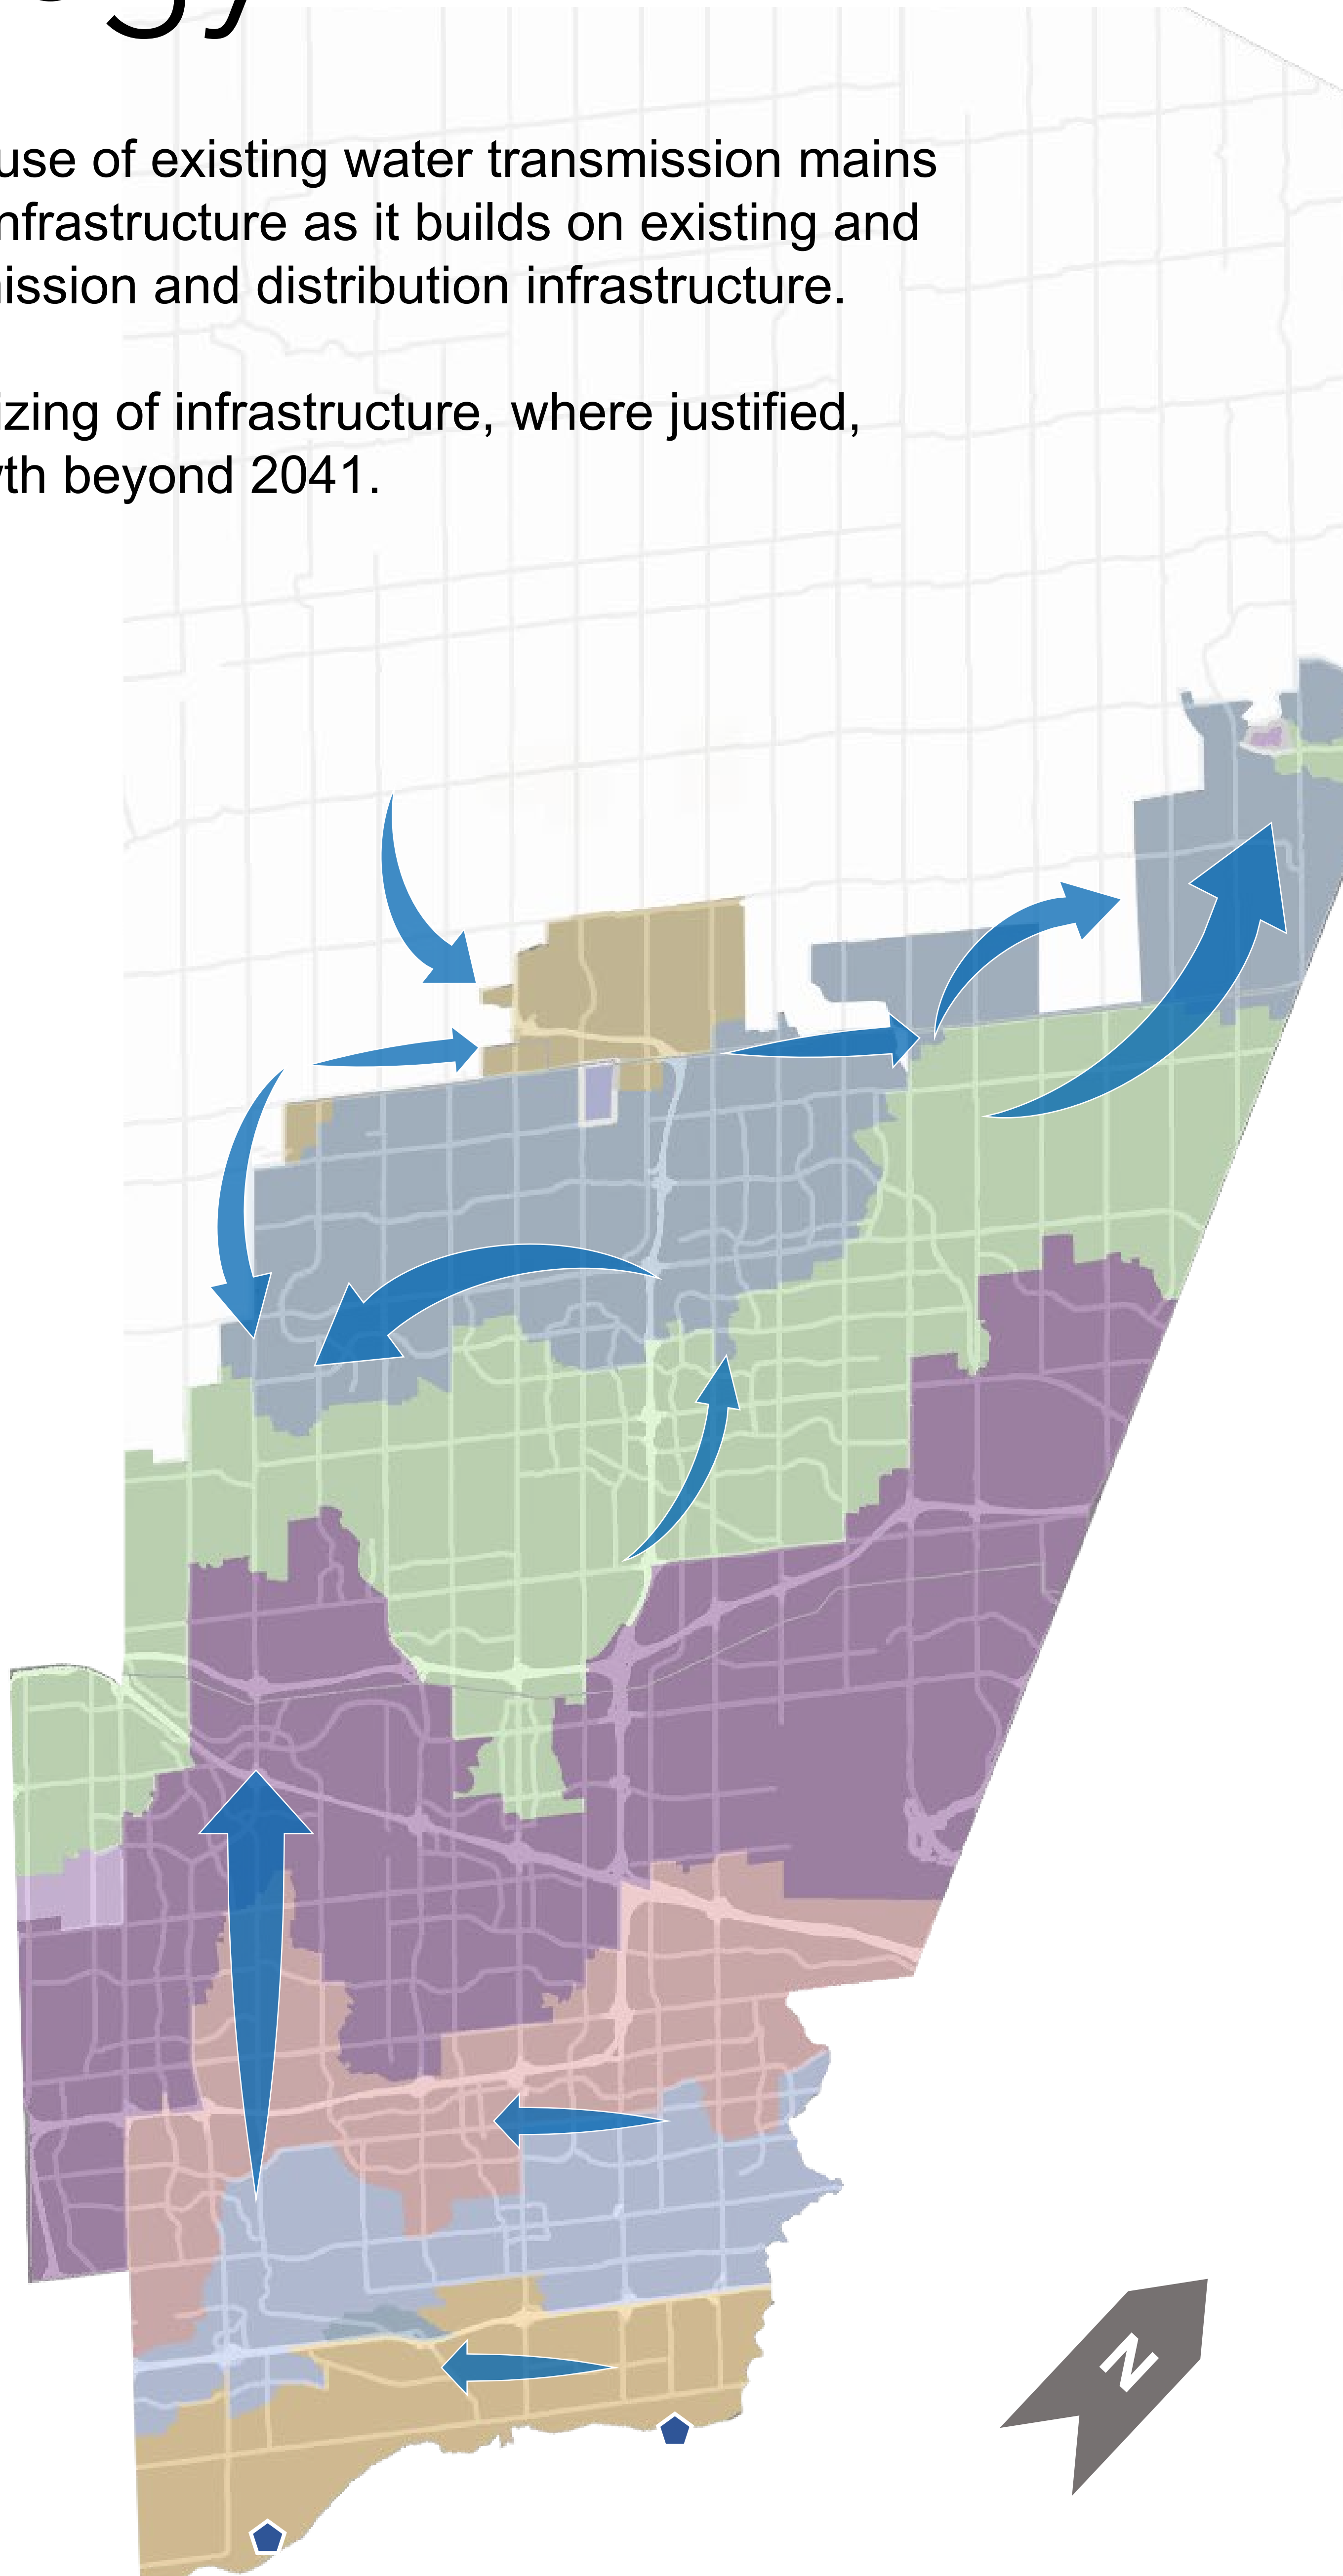 use of existing water transmission mains
nfrastructure as it builds on existing and
ission and distribution infrastructure.
izing of infrastructure, where justified,
th beyond 2041.
N